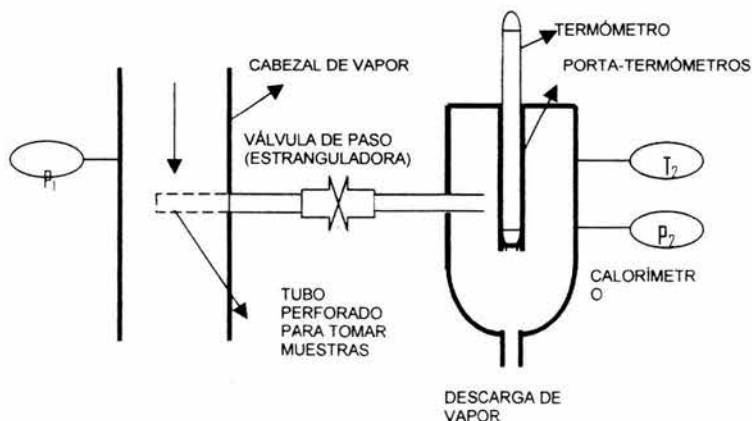 TERMÓMETRO
CABEZAL DE VAPOR
PORTA-TERMÓMETROS
VÁLVULA DE PASO
(ESTRANGULADORA)
P1
T2
P2
CALORÍMETR
O
TUBO
PERFORADO
PARA TOMAR
MUESTRAS
DESCARGA DE
VAPOR